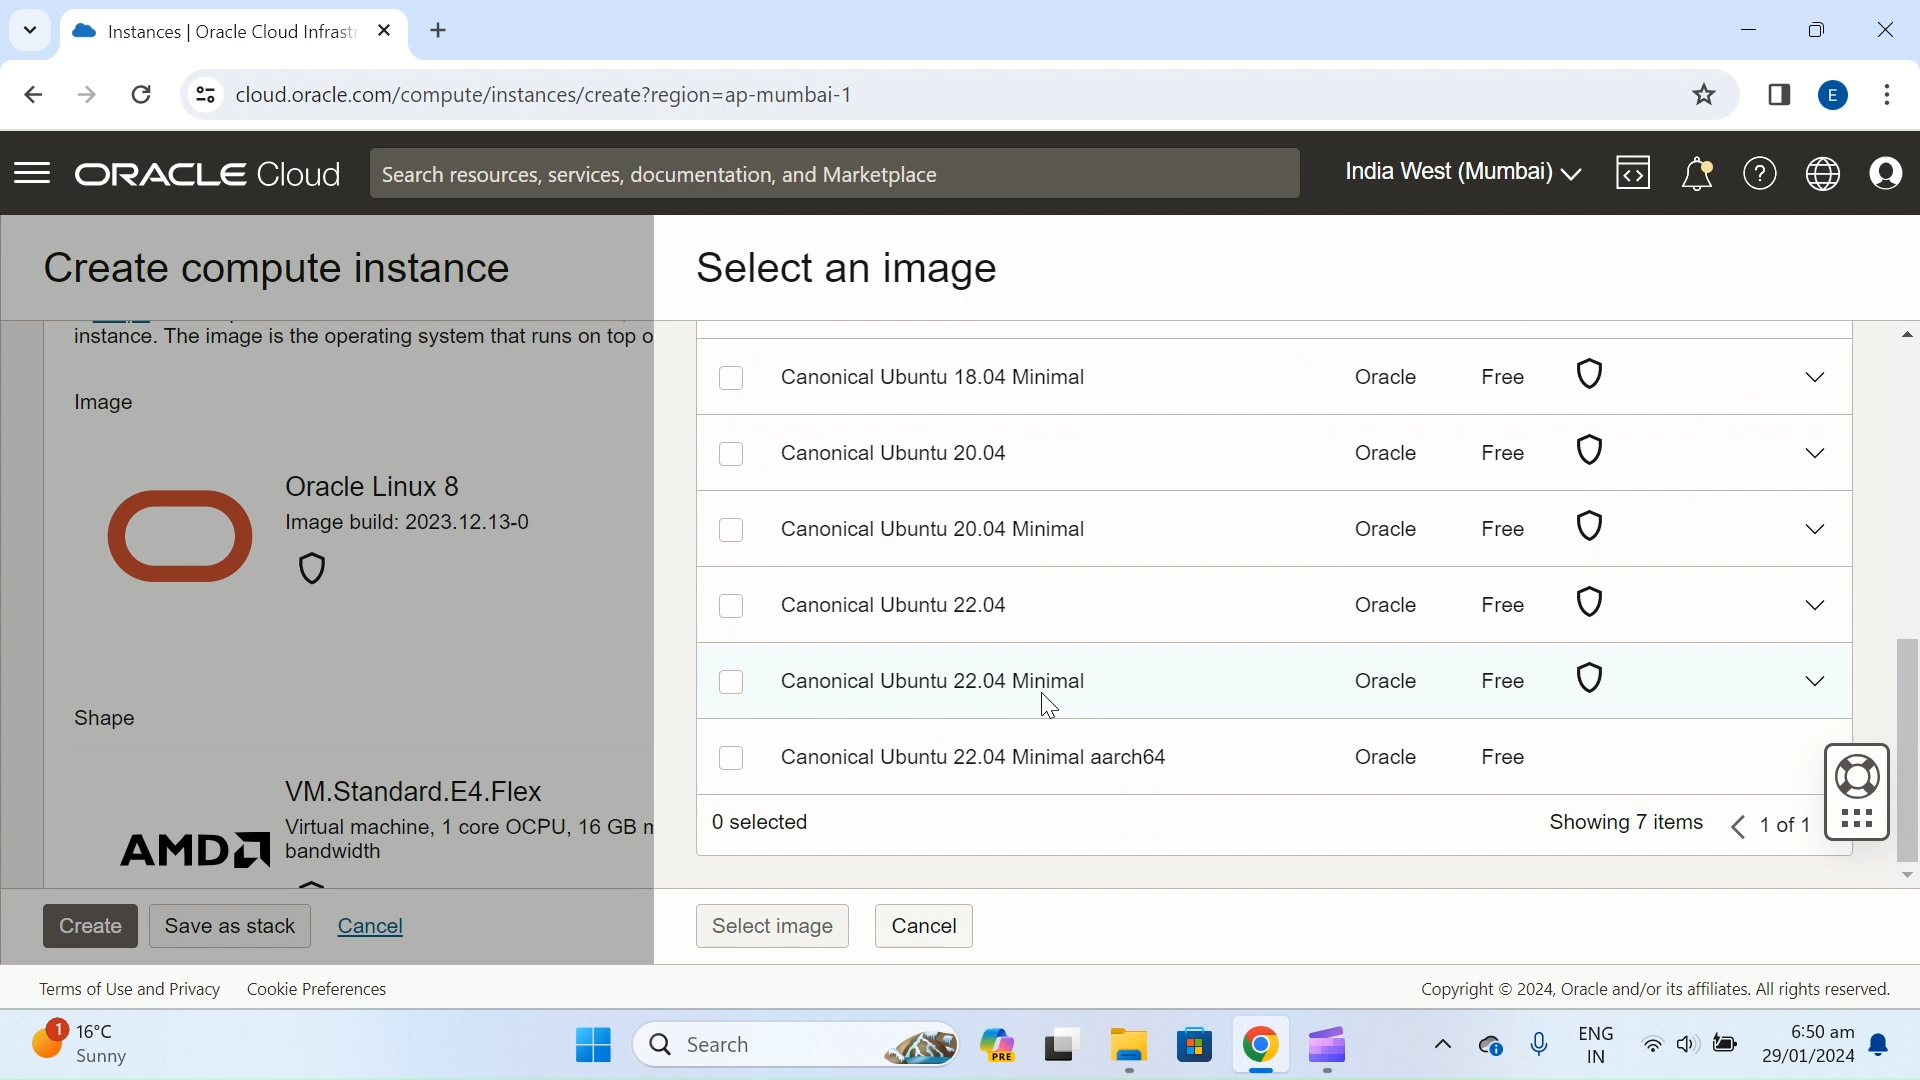 Instances | Oracle Cloud Infrast
cloud.oracle.com/compute/instances/create?region=ap-mumbai-1
E
ORACLE Cloud
Search resources, services, documentation, and Marketplace
India West (Mumbai)
Create compute instance
Select an image
instance. The image is the operating system that runs on top o
Image
Oracle Linux 8
Image build: 2023.12.13-0
Shape
VM.Standard.E4.Flex
Virtual machine, 1 core OCPU, 16 GB m
bandwidth
AMD
Canonical Ubuntu 18.04 Minimal Oracle Free
Canonical Ubuntu 20.04 Oracle Free
Canonical Ubuntu 20.04 Minimal Oracle Free
Canonical Ubuntu 22.04 Oracle Free
Canonical Ubuntu 22.04 Minimal Oracle Free
Canonical Ubuntu 22.04 Minimal aarch64 Oracle Free
0 selected Showing 7 items 1 of 1
Create Save as stack Cancel
Select image Cancel
Terms of Use and Privacy Cookie Preferences
Copyright © 2024, Oracle and/or its affiliates. All rights reserved.
1
16°C
Sunny
Search
PRE
ENG
IN
6:50 am
29/01/2024